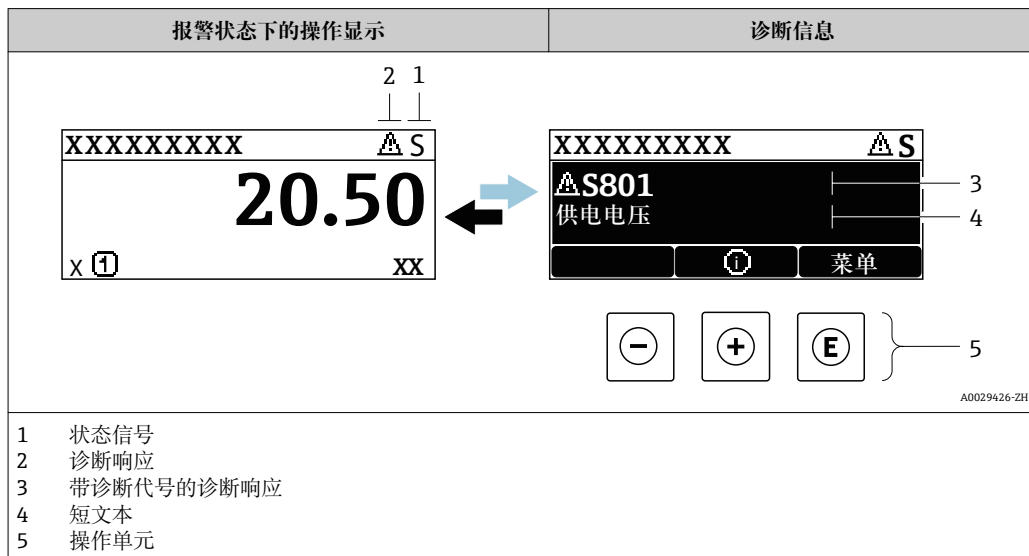 报警状态下的操作显示
诊断信息
2 1
XXXXXXXXX S
20.50
X 1 XX
XXXXXXXXX S
S801
供电电压
i 菜单
3
4
- + E
5
A0029426-ZH
1 状态信号
2 诊断响应
3 带诊断代号的诊断响应
4 短文本
5 操作单元